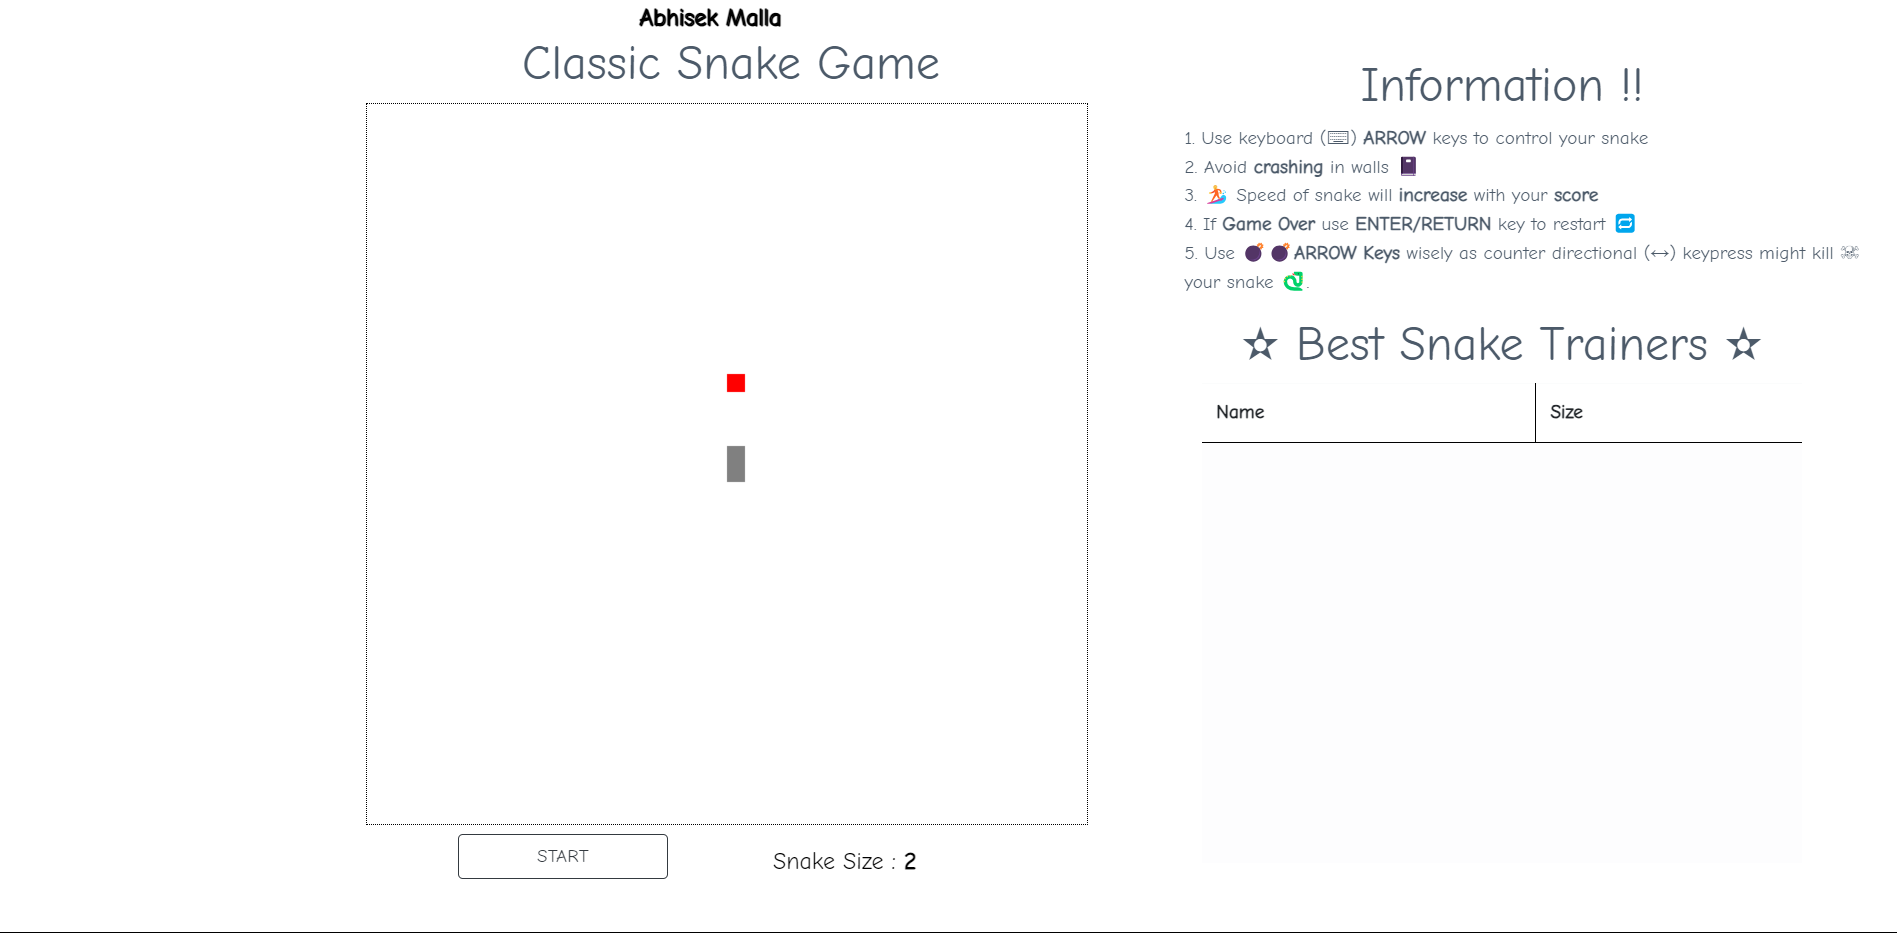 Abhisek Malla
Classic Snake Game
START
Snake Size : 2
Information !!
1. Use keyboard (⌨) ARROW keys to control your snake
2. Avoid crashing in walls 📓
3. 🏄 Speed of snake will increase with your score
4. If Game Over use ENTER/RETURN key to restart 🔁
5. Use 💣 💣 ARROW Keys wisely as counter directional (↔) keypress might kill ☠
your snake 🐍.
☆ Best Snake Trainers ☆
Name Size